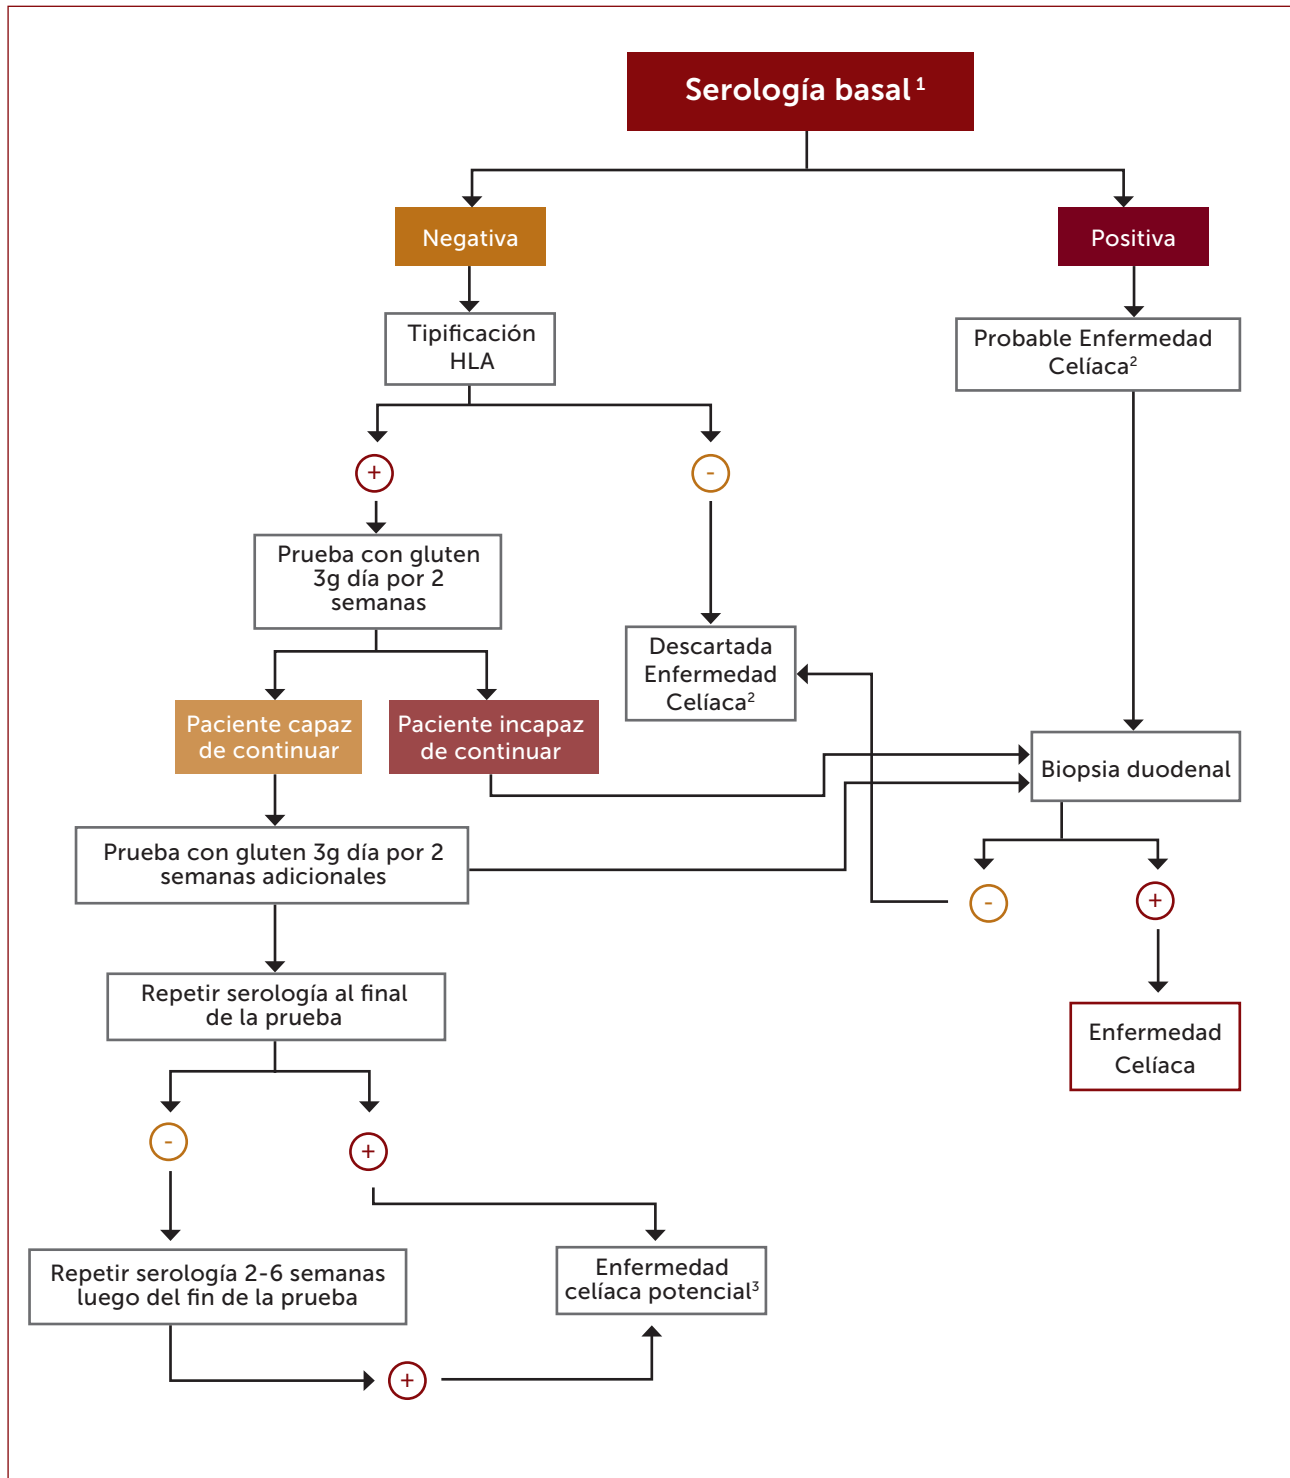 Serología basal 1
Negativa
Positiva
Tipificación
HLA
Probable Enfermedad
Celíaca2
+
-
Prueba con gluten
3g día por 2
semanas
Descartada
Enfermedad
Celíaca2
Paciente capaz
de continuar
Paciente incapaz
de continuar
Biopsia duodenal
Prueba con gluten 3g día por 2
semanas adicionales
-
+
Repetir serología al final
de la prueba
Enfermedad
Celíaca
-
+
Repetir serología 2-6 semanas
luego del fin de la prueba
Enfermedad
celíaca potencial3
+